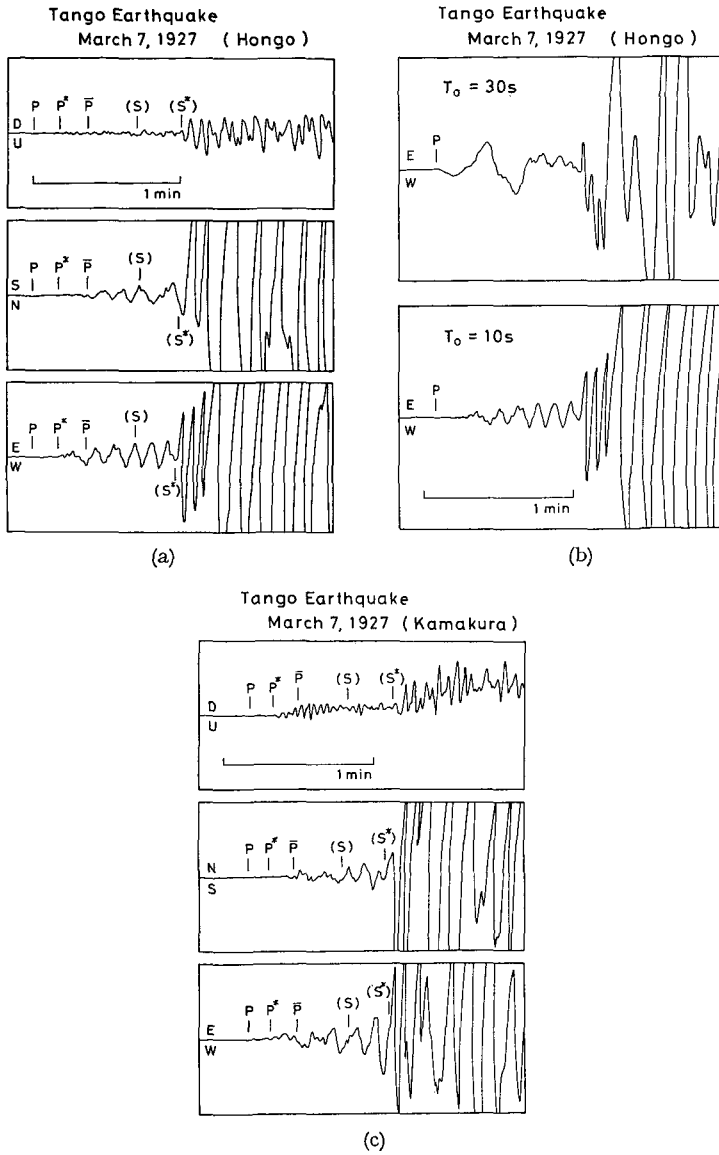 Tango Earthquake
March 7, 1927 (Hongo)
D
U
P P* P̄ (S) (S*)
1 min
S
N
P P* P̄ (S)
(S*)
E
W
P P* P̄ (S)
(S*)
(a)
Tango Earthquake
March 7, 1927 (Hongo)
T₀ = 30s
E
W
P
T₀ = 10s
E
W
P
1 min
(b)
Tango Earthquake
March 7, 1927 (Kamakura)
D
U
P P* P̄ (S) (S*)
1 min
N
S
P P* P̄ (S) (S*)
E
W
P P* P̄ (S) (S*)
(c)